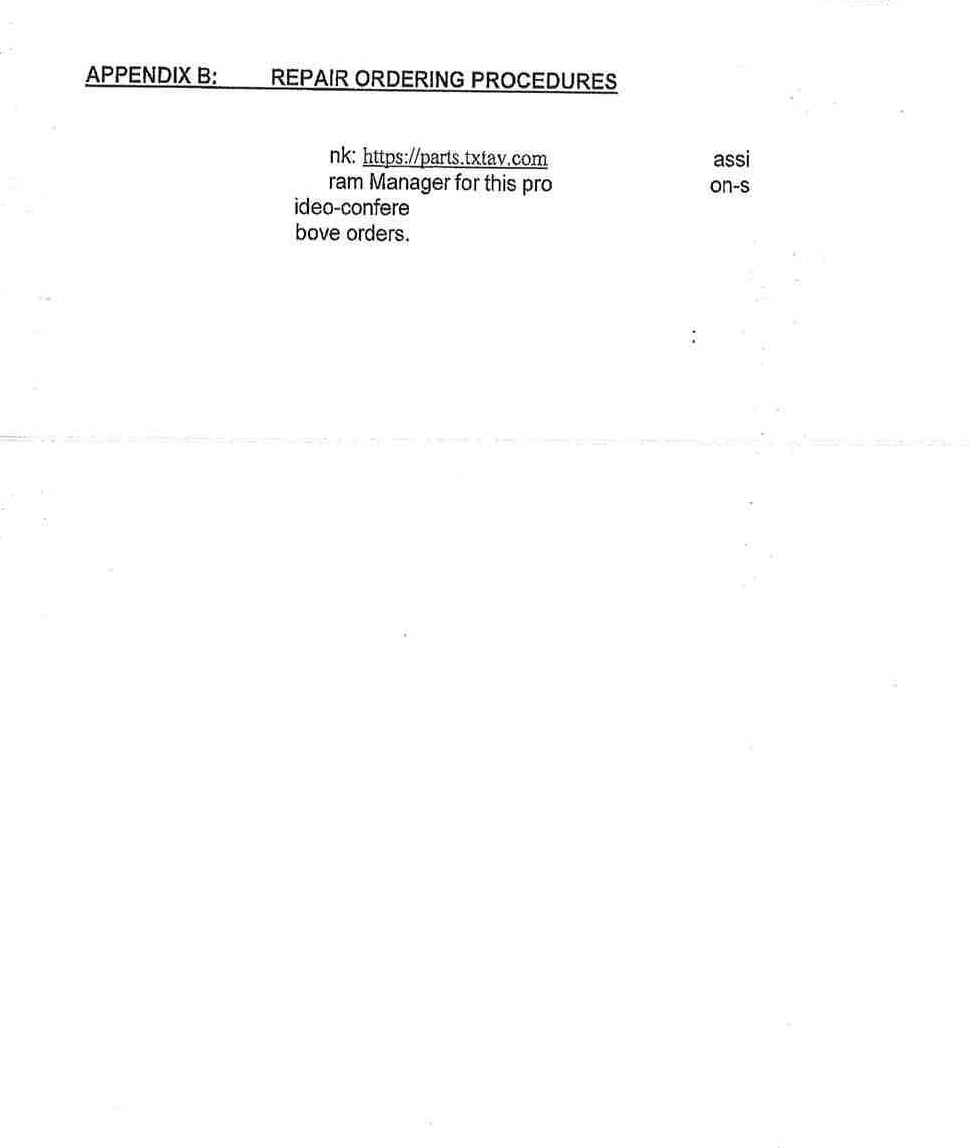 APPENDIX B: REPAIR ORDERING PROCEDURES
nk: https://parts.txtav.com assi
ram Manager for this pro on-s
ideo-confere
bove orders.
: